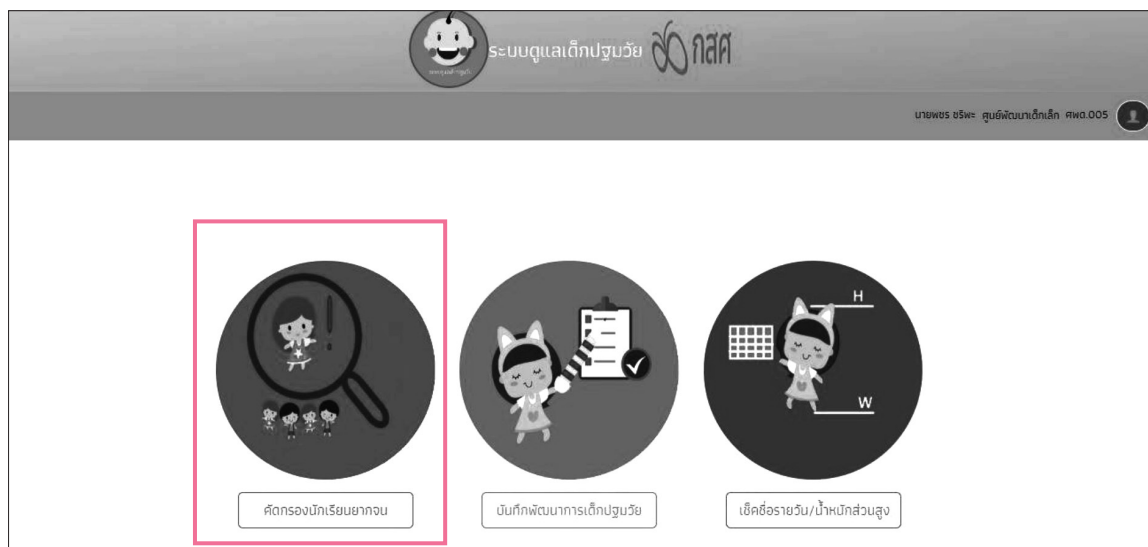 ระบบดูแลเด็กปฐมวัย กสศ
นายพชร ชริพะ ศูนย์พัฒนาเด็กเล็ก ศพด.005
H
W
คัดกรองนักเรียนยากจน
บันทึกพัฒนาการเด็กปฐมวัย
เช็คชื่อรายวัน/น้ำหนักส่วนสูง